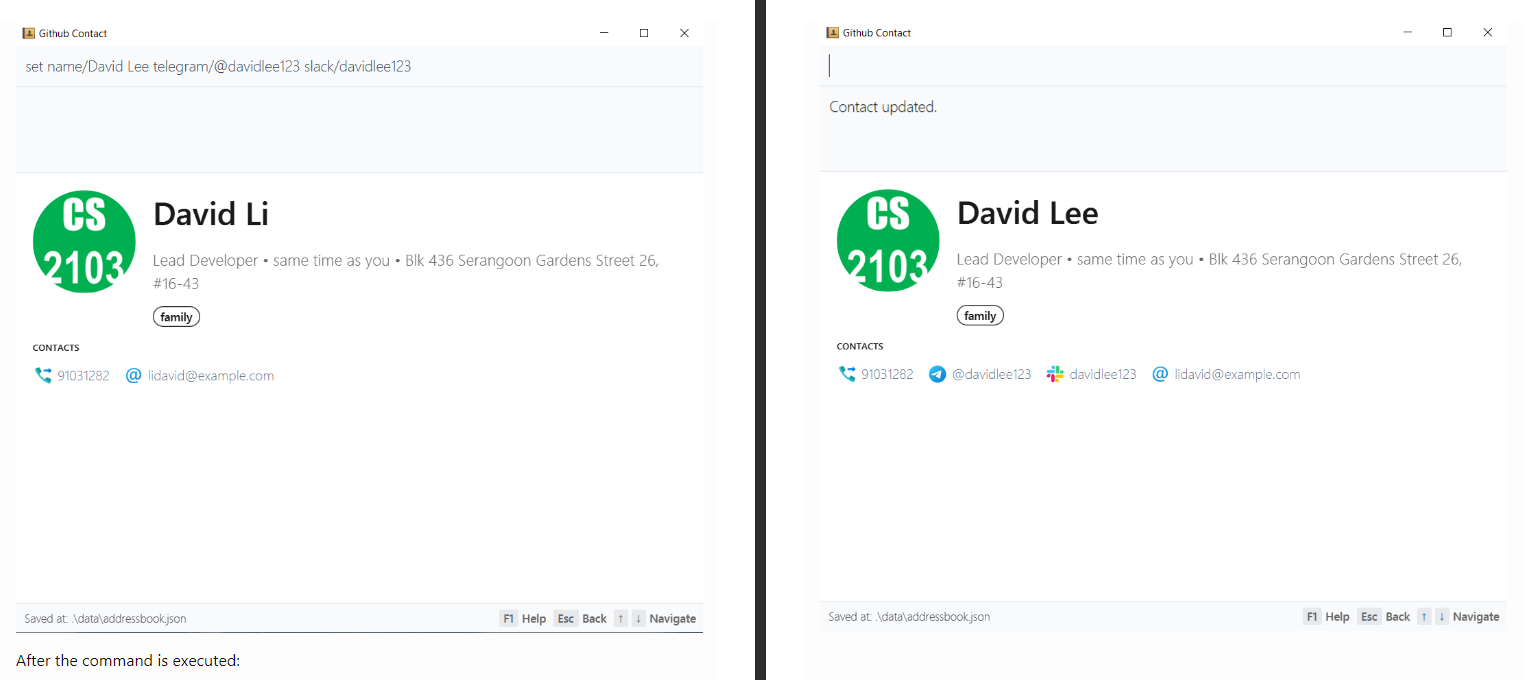 Github Contact
set name/David Lee telegram/@davidlee123 slack/davidlee123
CS
2103
David Li
Lead Developer • same time as you • Blk 436 Serangoon Gardens Street 26,
#16-43
family
CONTACTS
91031282 @ lidavid@example.com
Saved at: .\data\addressbook.json F1 Help Esc Back ↑ ↓ Navigate
After the command is executed:
Github Contact
Contact updated.
CS
2103
David Lee
Lead Developer • same time as you • Blk 436 Serangoon Gardens Street 26,
#16-43
family
CONTACTS
91031282 @davidlee123 davidlee123 @ lidavid@example.com
Saved at: .\data\addressbook.json F1 Help Esc Back ↑ ↓ Navigate